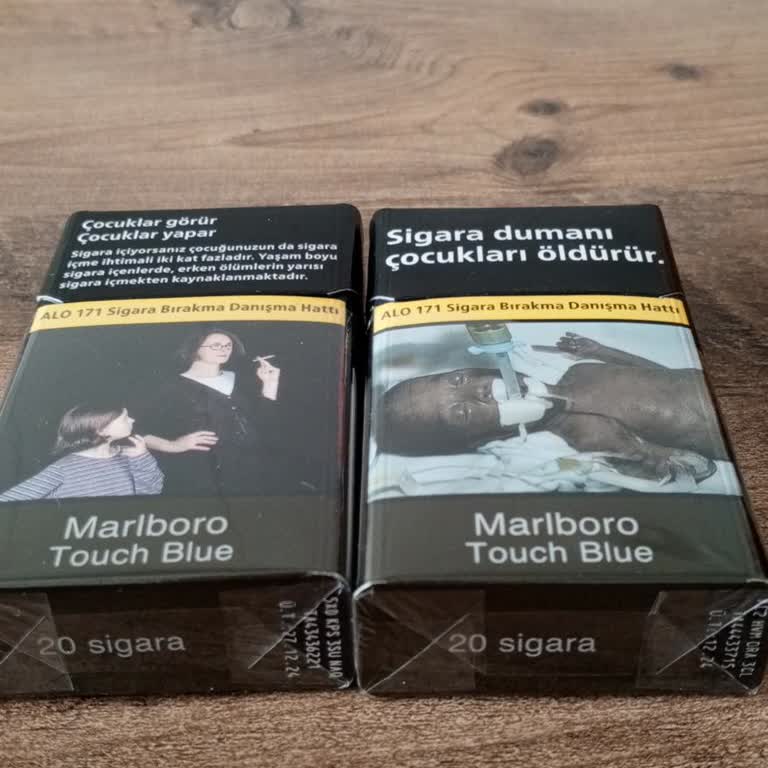 Çocuklar görür
Çocuklar yapar
Sigara içiyorsanız çocuğunuzun da sigara
içme ihtimali iki kat fazladır. Yaşam boyu
sigara içenlerde, erken ölümlerin yarısı
sigara içmekten kaynaklanmaktadır.
ALO 171 Sigara Bırakma Danışma Hattı
Marlboro
Touch Blue
20 sigara
Sigara dumanı
çocukları öldürür.
ALO 171 Sigara Bırakma Danışma Hattı
Marlboro
Touch Blue
20 sigara